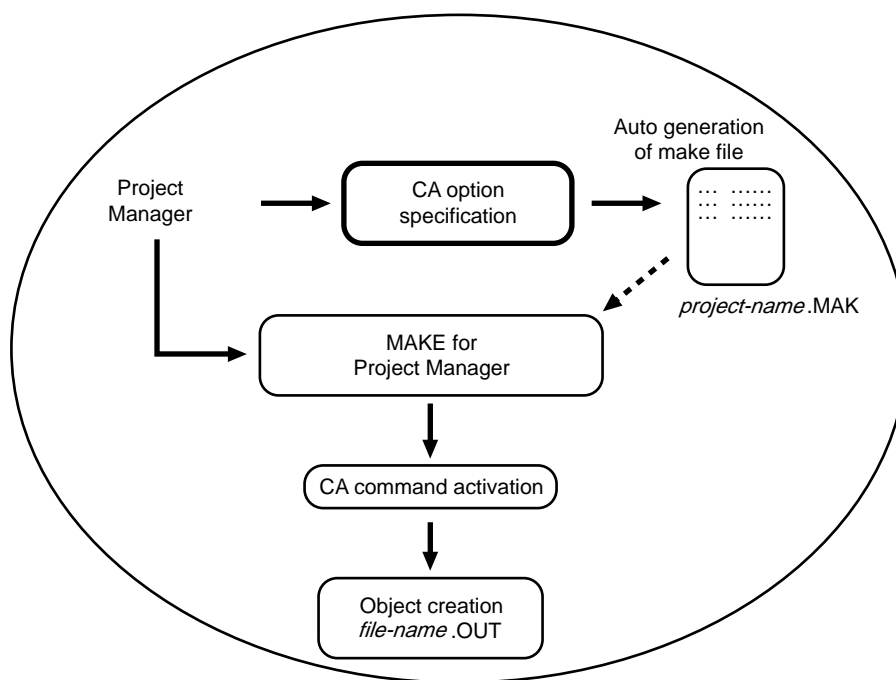 Auto generation
of make file
Project
Manager
CA option
specification
... ......
... ......
... ......
project-name.MAK
MAKE for
Project Manager
CA command activation
Object creation
file-name.OUT